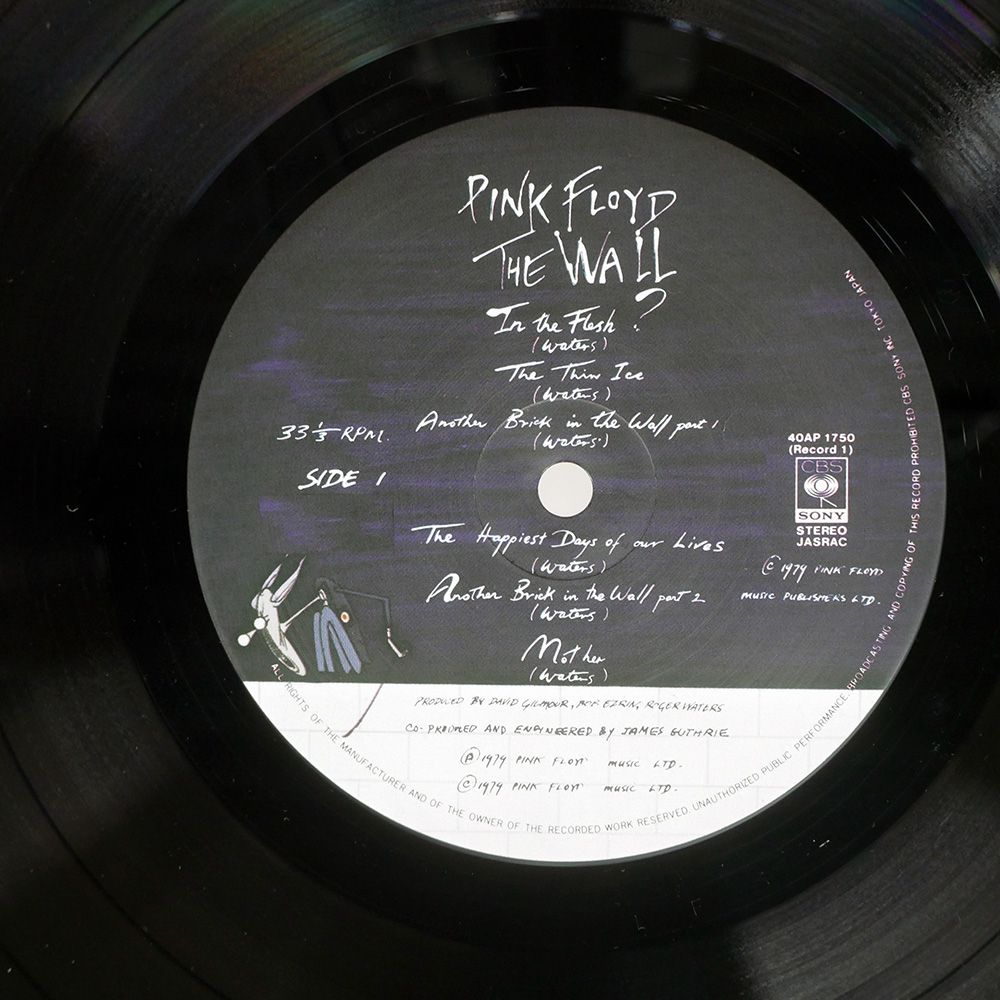 PINK FLOYD
THE WALL
In the Flesh ?
(Waters)
The Thin Ice
(Waters)
Another Brick in the Wall part 1
(Waters)
33⅓ RPM.
SIDE 1
40AP 1750
(Record 1)
CBS
SONY
STEREO
JASRAC
The Happiest Days of our Lives
(Waters)
© 1979 PINK FLOYD
MUSIC PUBLISHERS LTD.
Another Brick in the Wall part 2
(Waters)
Mother
(Waters)
PRODUCED BY DAVID GILMOUR, BOB EZRIN, ROGER WATERS
CO-PRODUCED AND ENGINEERED BY JAMES GUTHRIE
Ⓟ 1979 PINK FLOYD MUSIC LTD.
© 1979 PINK FLOYD MUSIC LTD.
ALL RIGHTS OF THE MANUFACTURER AND OF THE OWNER OF THE RECORDED WORK RESERVED. UNAUTHORIZED PUBLIC PERFORMANCE, BROADCASTING AND COPYING OF THIS RECORD PROHIBITED CBS SONY INC. TOKYO JAPAN